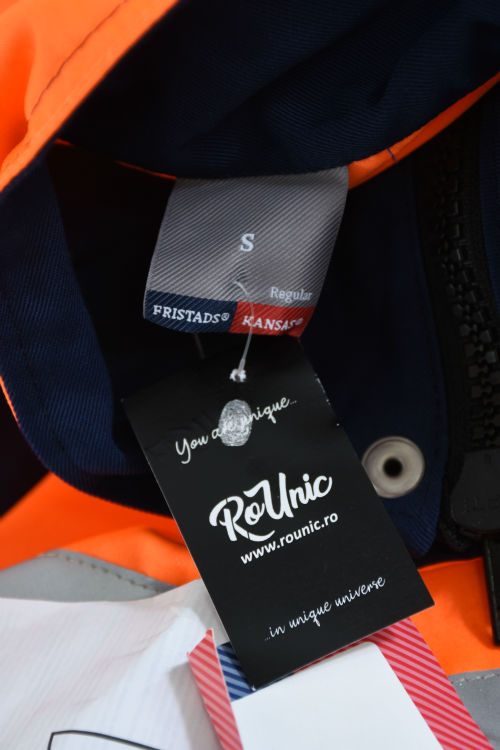 S
Regular
FRISTADS® KANSAS®
You are unique...
RoUnic
www.rounic.ro
...in unique universe